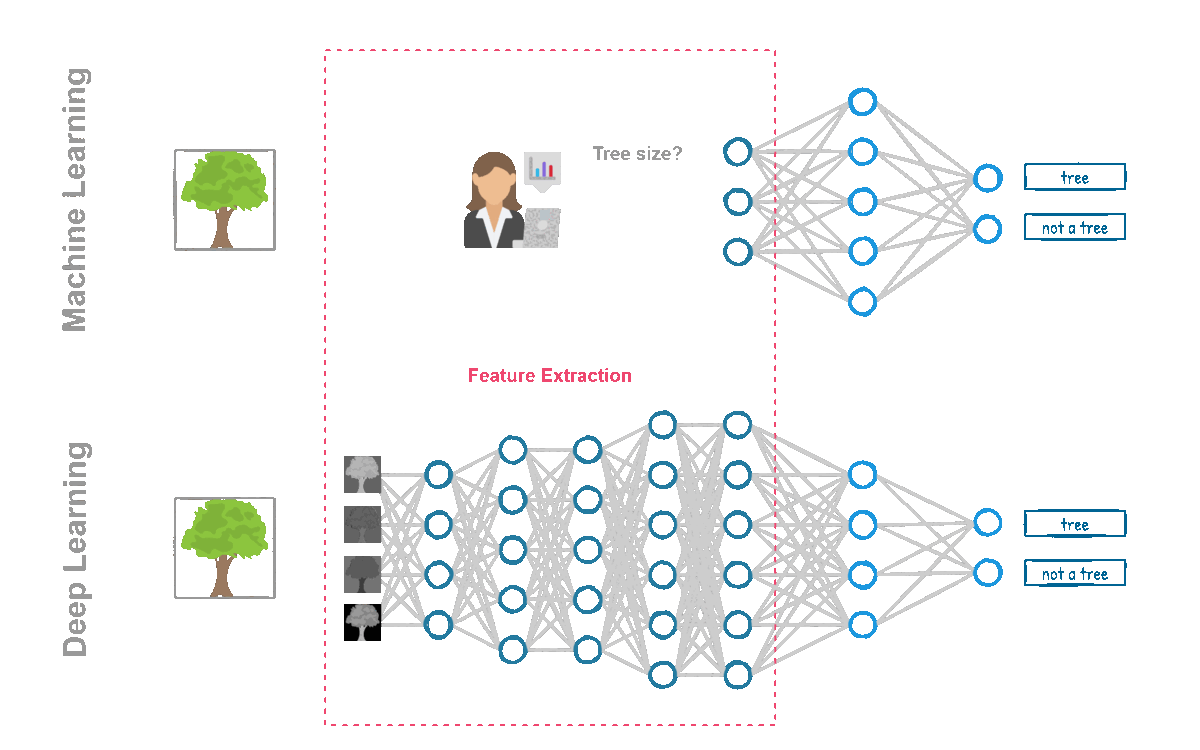 Machine Learning
Tree size?
tree
not a tree
Feature Extraction
Deep Learning
tree
not a tree